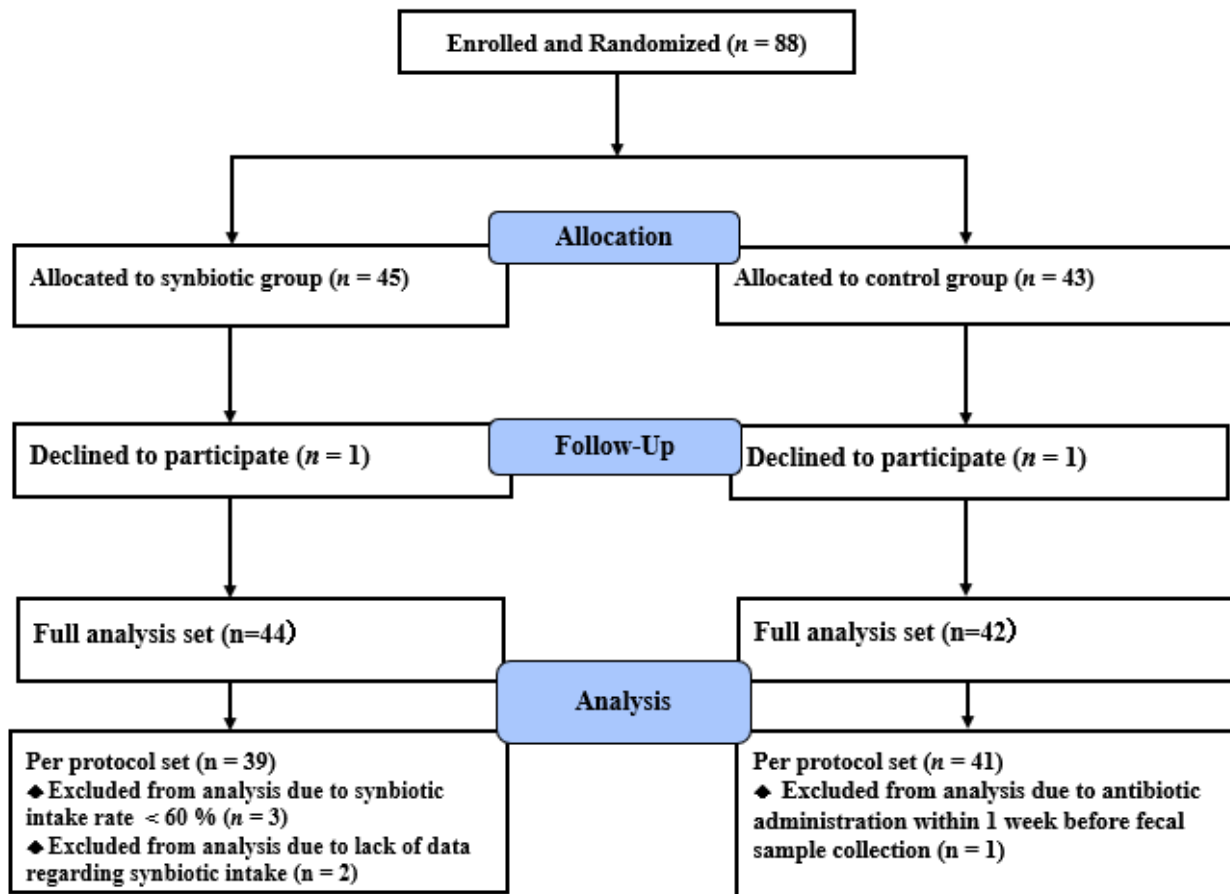 Enrolled and Randomized (n = 88)
Allocation
Allocated to synbiotic group (n = 45)
Allocated to control group (n = 43)
Follow-Up
Declined to participate (n = 1)
Declined to participate (n = 1)
Full analysis set (n=44)
Full analysis set (n=42)
Analysis
Per protocol set (n = 39)
◆Excluded from analysis due to synbiotic
intake rate < 60 % (n = 3)
◆Excluded from analysis due to lack of data
regarding synbiotic intake (n = 2)
Per protocol set (n = 41)
◆ Excluded from analysis due to antibiotic
administration within 1 week before fecal
sample collection (n = 1)